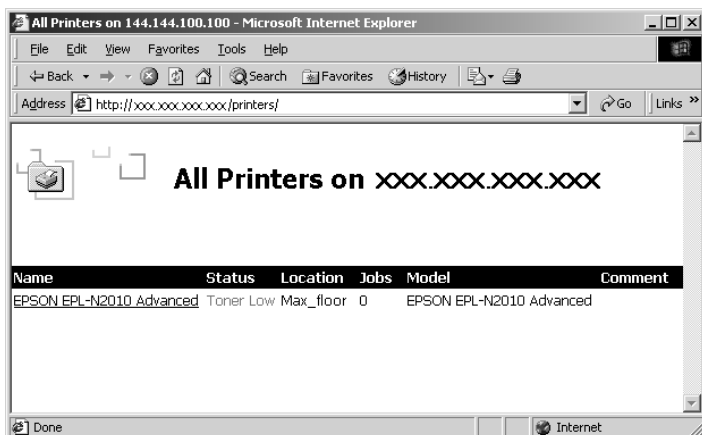 All Printers on 144.144.100.100 - Microsoft Internet Explorer
File Edit View Favorites Tools Help
Back Search Favorites History
Address http://xxx.xxx.xxx.xxx/printers/ Go Links »
All Printers on xxx.xxx.xxx.xxx
Name Status Location Jobs Model Comment
EPSON EPL-N2010 Advanced Toner Low Max_floor 0 EPSON EPL-N2010 Advanced
Done Internet